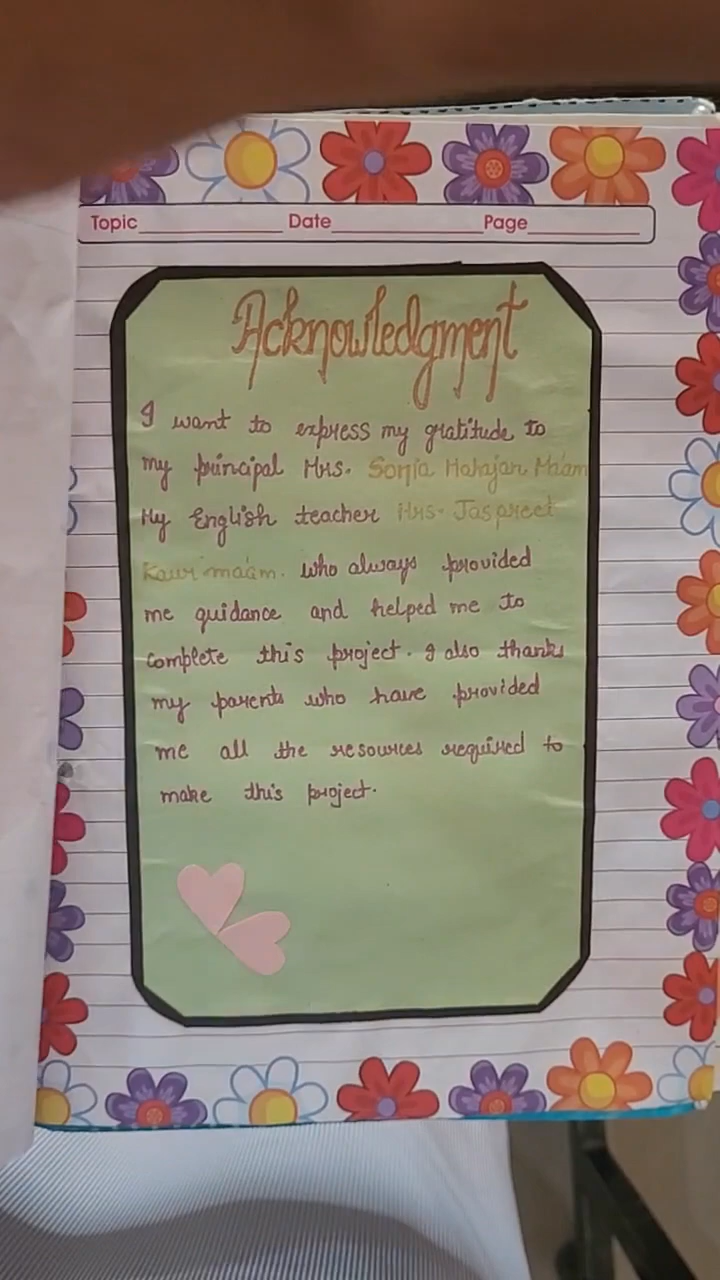 Topic Date Page
Acknowledgment
I want to express my gratitude to
my principal Mrs. Sonia Mahajan Ma'am
My English teacher Mrs. Jaspreet
Kaur ma'am. who always provided
me guidance and helped me to
complete this project. I also thanks
my parents who have provided
me all the resources required to
make this project.